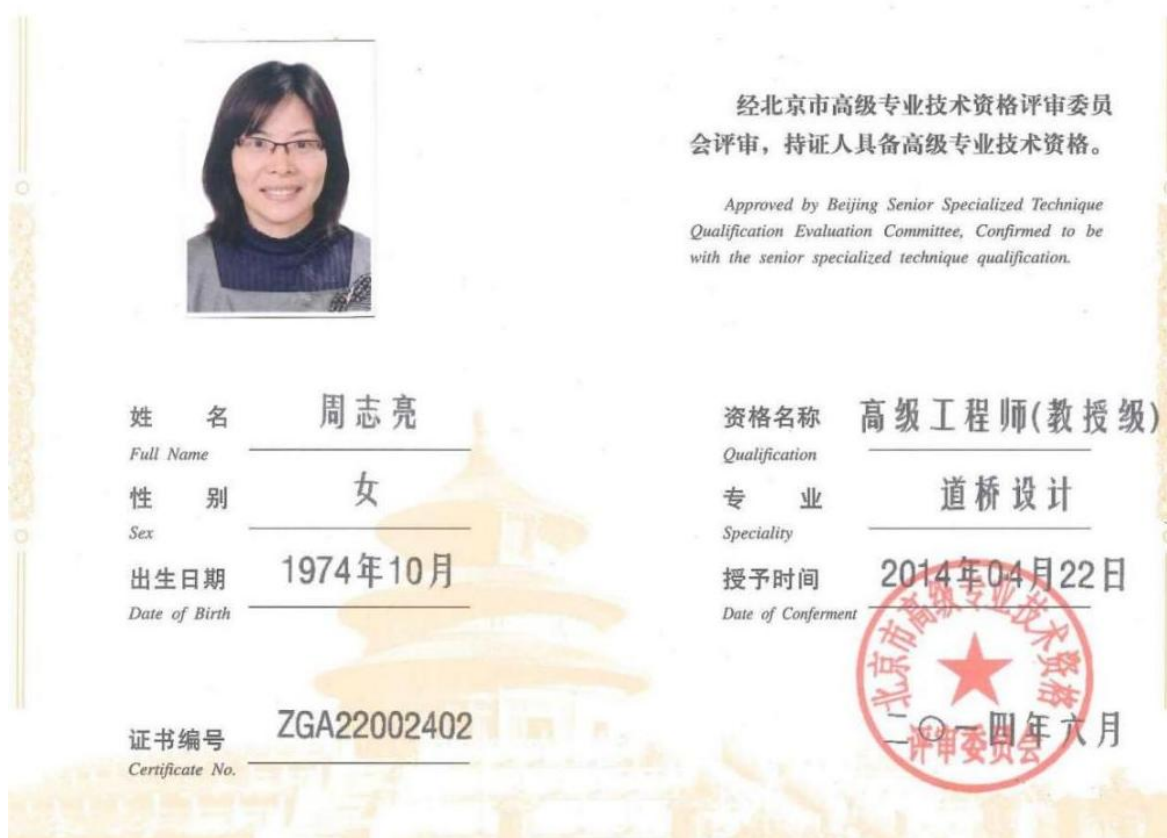 经北京市高级专业技术资格评审委员
会评审，持证人具备高级专业技术资格。
Approved by Beijing Senior Specialized Technique
Qualification Evaluation Committee, Confirmed to be
with the senior specialized technique qualification.
姓 名 周志亮
Full Name
性 别 女
Sex
出生日期 1974年10月
Date of Birth
证书编号 ZGA22002402
Certificate No.
资格名称 高级工程师(教授级)
Qualification
专 业 道桥设计
Speciality
授予时间 2014年04月22日
Date of Conferment
北京市高级专业技术资格
评审委员会
二〇一四年六月